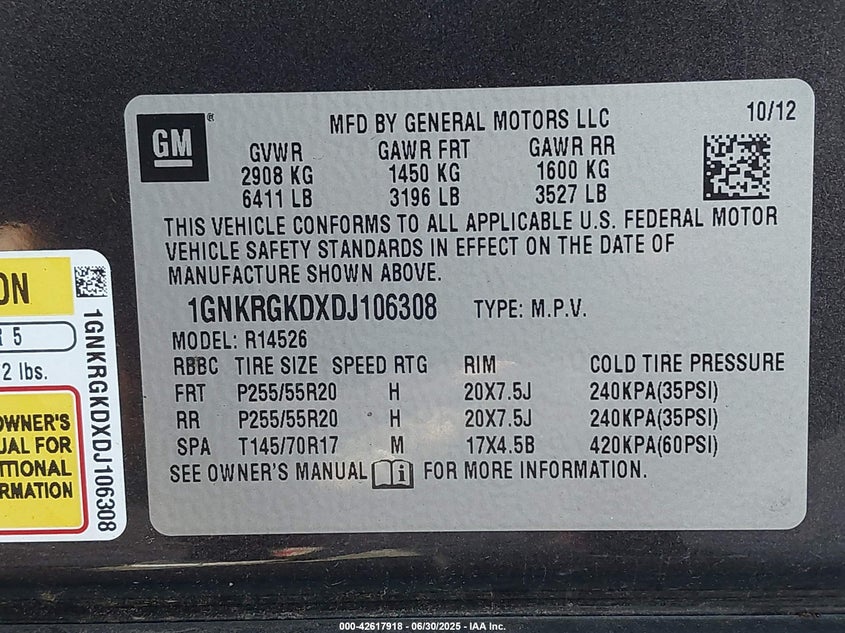 GM
®
MFD BY GENERAL MOTORS LLC
10/12
GVWR GAWR FRT GAWR RR
2908 KG 1450 KG 1600 KG
6411 LB 3196 LB 3527 LB
THIS VEHICLE CONFORMS TO ALL APPLICABLE U.S. FEDERAL MOTOR
VEHICLE SAFETY STANDARDS IN EFFECT ON THE DATE OF
MANUFACTURE SHOWN ABOVE.
1GNKRGKDXDJ106308 TYPE: M.P.V.
MODEL: R14526
RBBC TIRE SIZE SPEED RTG RIM COLD TIRE PRESSURE
FRT P255/55R20 H 20X7.5J 240KPA(35PSI)
RR P255/55R20 H 20X7.5J 240KPA(35PSI)
SPA T145/70R17 M 17X4.5B 420KPA(60PSI)
SEE OWNER'S MANUAL i FOR MORE INFORMATION.
ON
R 5
2 lbs.
OWNER'S
UAL FOR
ITIONAL
RMATION
1GNKRGKDXDJ106308
000-42617918 - 06/30/2025 - IAA Inc.